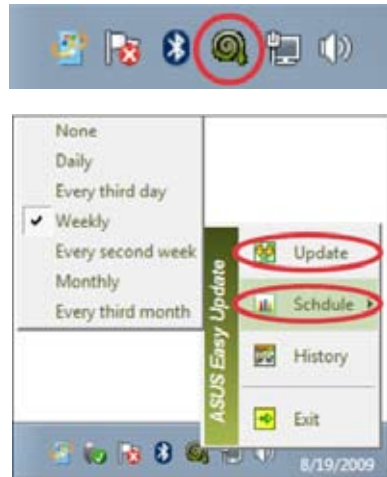 None
Daily
Every third day
Weekly
Every second week
Monthly
Every third month
ASUS Easy Update
Update
Schdule
History
Exit
8/19/2009